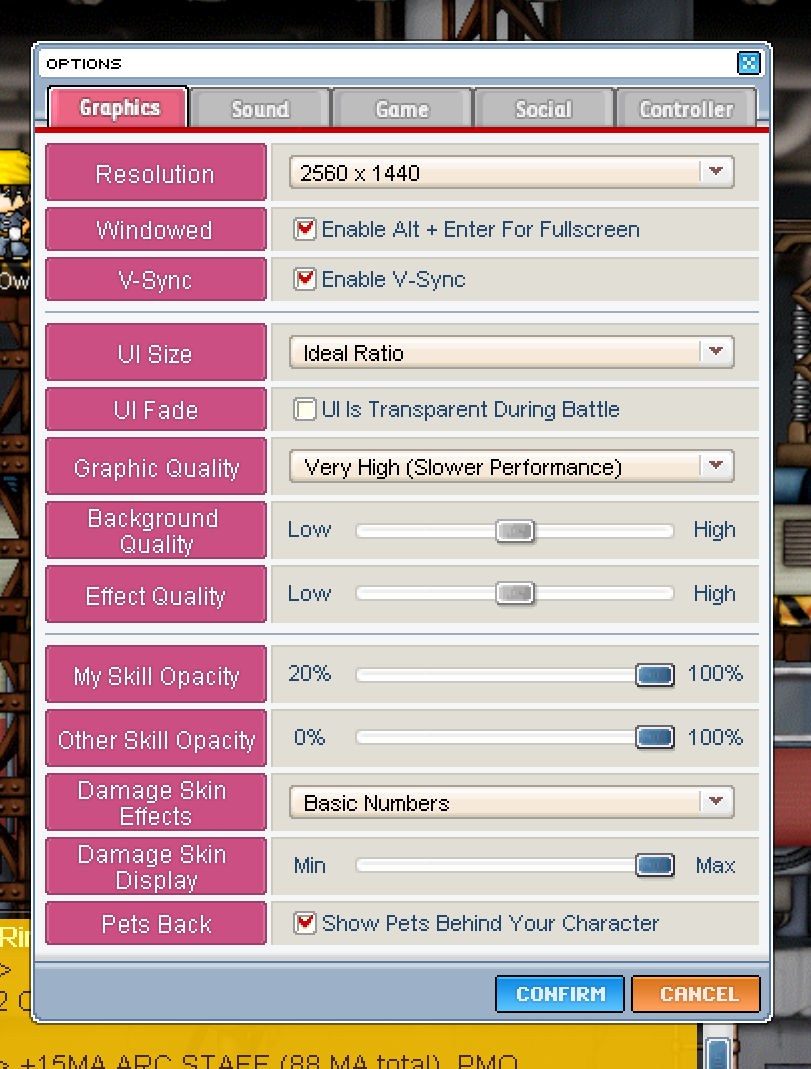 OPTIONS
Graphics Sound Game Social Controller
Resolution 2560 x 1440
Windowed Enable Alt + Enter For Fullscreen
V-Sync Enable V-Sync
UI Size Ideal Ratio
UI Fade UI Is Transparent During Battle
Graphic Quality Very High (Slower Performance)
Background
Quality
Low High
Effect Quality Low High
My Skill Opacity 20% 100%
Other Skill Opacity 0% 100%
Damage Skin
Effects
Basic Numbers
Damage Skin
Display
Min Max
Pets Back Show Pets Behind Your Character
CONFIRM CANCEL
> +15MA ARC STAFF (88 MA total). PMO